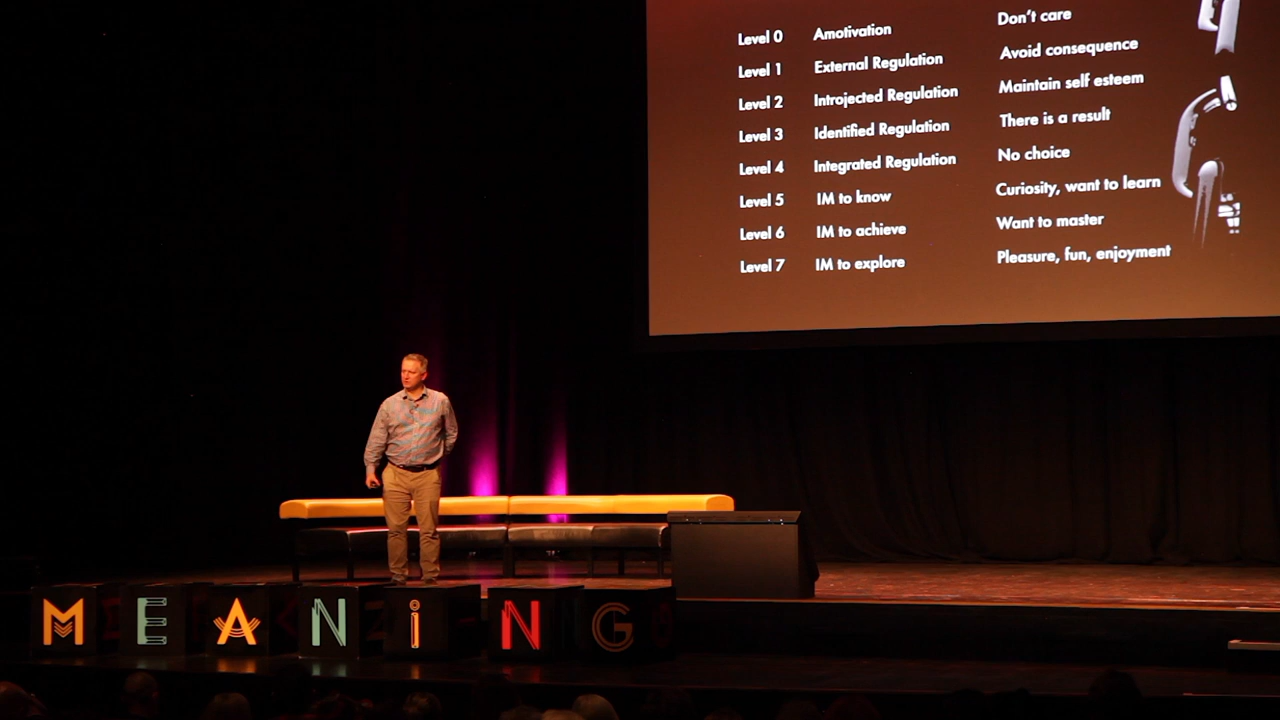 Level 0 Amotivation Don't care
Level 1 External Regulation Avoid consequence
Level 2 Introjected Regulation Maintain self esteem
Level 3 Identified Regulation There is a result
Level 4 Integrated Regulation No choice
Level 5 IM to know Curiosity, want to learn
Level 6 IM to achieve Want to master
Level 7 IM to explore Pleasure, fun, enjoyment
MEANiNG